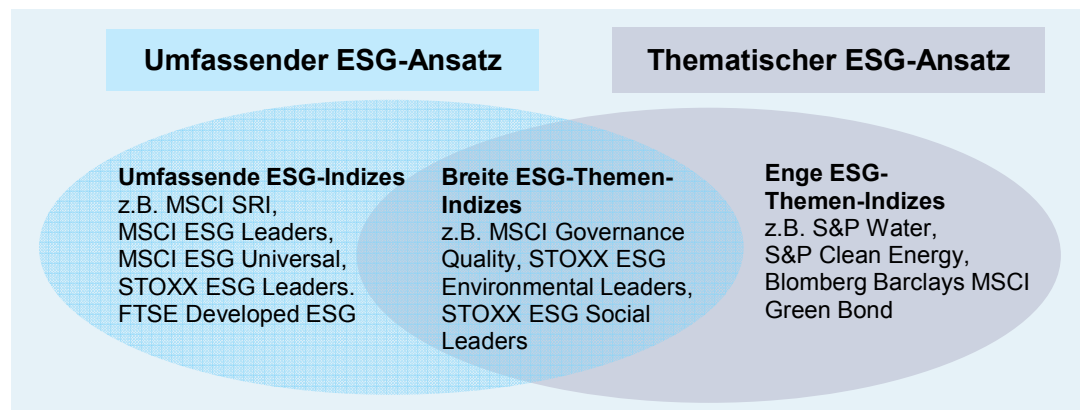 Umfassender ESG-Ansatz
Thematischer ESG-Ansatz
Umfassende ESG-Indizes
z.B. MSCI SRI,
MSCI ESG Leaders,
MSCI ESG Universal,
STOXX ESG Leaders.
FTSE Developed ESG
Breite ESG-Themen-
Indizes
z.B. MSCI Governance
Quality, STOXX ESG
Environmental Leaders,
STOXX ESG Social
Leaders
Enge ESG-
Themen-Indizes
z.B. S&P Water,
S&P Clean Energy,
Blomberg Barclays MSCI
Green Bond